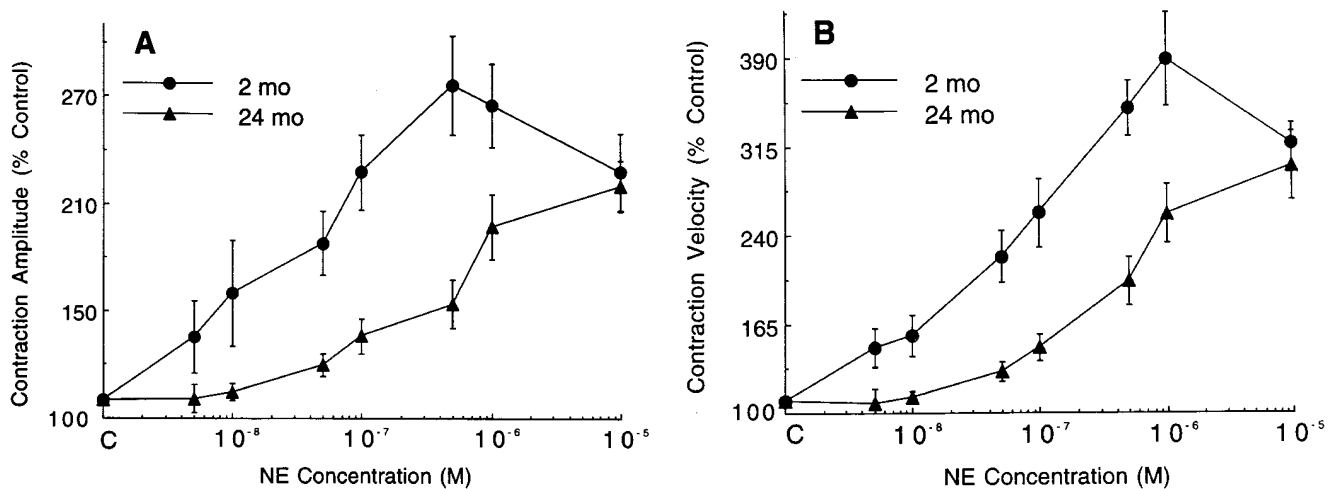 A
2 mo
24 mo
Contraction Amplitude (% Control)
270
210
150
100
C 10⁻⁸ 10⁻⁷ 10⁻⁶ 10⁻⁵
NE Concentration (M)
B
2 mo
24 mo
Contraction Velocity (% Control)
390
315
240
165
100
C 10⁻⁸ 10⁻⁷ 10⁻⁶ 10⁻⁵
NE Concentration (M)